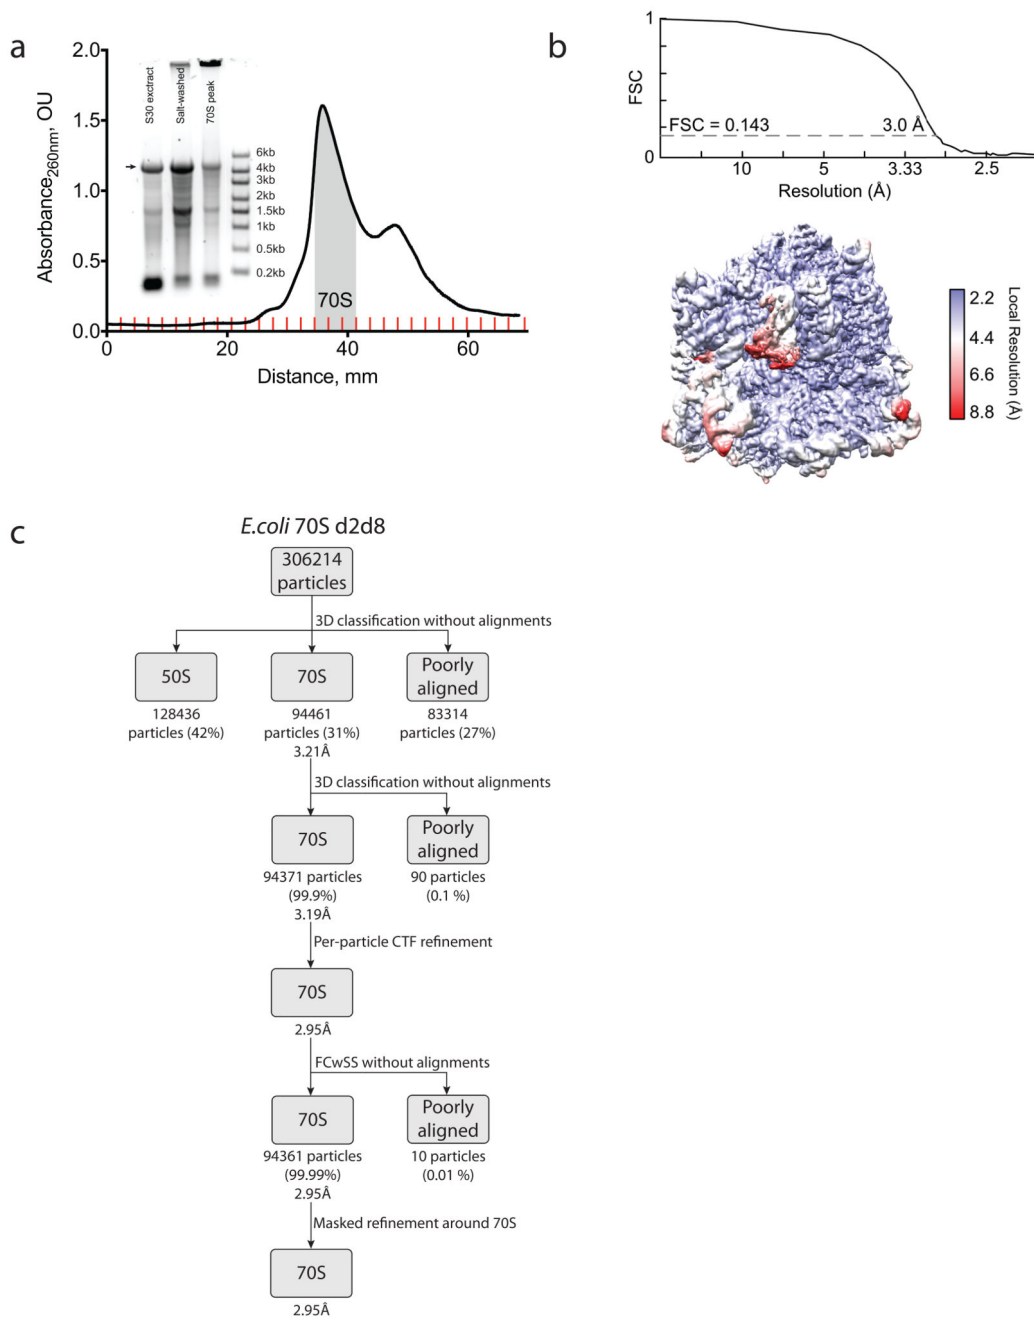 a
2.0
1.5
1.0
0.5
0.0
Absorbance260nm, OU
S30 exctract
Salt-washed
70S peak
6kb
4kb
3kb
2kb
1.5kb
1kb
0.5kb
0.2kb
70S
0
20
40
60
Distance, mm
b
1
FSC
0
FSC = 0.143
3.0 Å
10
5
3.33
2.5
Resolution (Å)
2.2
4.4
6.6
8.8
Local Resolution (Å)
c
E.coli 70S d2d8
306214
particles
3D classification without alignments
50S
70S
Poorly
aligned
128436
particles (42%)
94461
particles (31%)
3.21Å
83314
particles (27%)
3D classification without alignments
70S
Poorly
aligned
94371 particles
(99.9%)
3.19Å
90 particles
(0.1 %)
Per-particle CTF refinement
70S
2.95Å
FCwSS without alignments
70S
Poorly
aligned
94361 particles
(99.99%)
2.95Å
10 particles
(0.01 %)
Masked refinement around 70S
70S
2.95Å